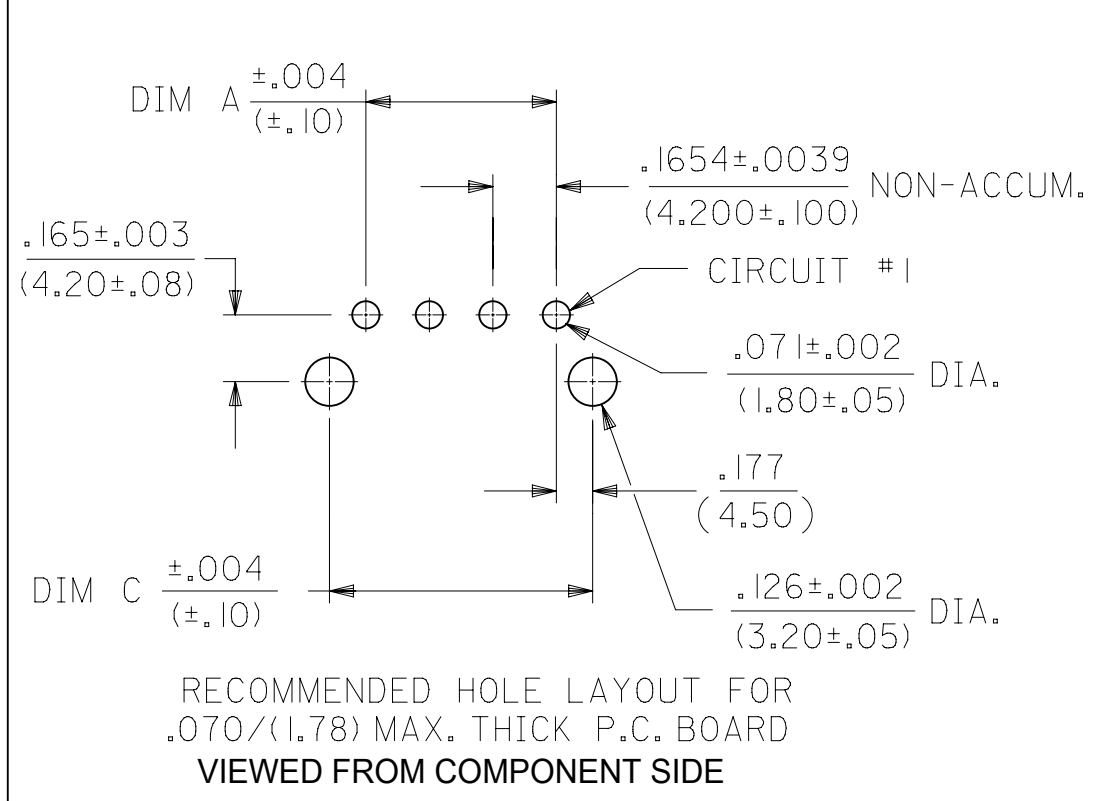 DIM A ±.004
(±.10)
.1654±.0039 NON-ACCUM.
(4.200±.100)
.165±.003
(4.20±.08)
CIRCUIT #1
.071±.002 DIA.
(1.80±.05)
.177
(4.50)
DIM C ±.004
(±.10)
.126±.002 DIA.
(3.20±.05)
RECOMMENDED HOLE LAYOUT FOR
.070/(1.78) MAX. THICK P.C. BOARD
VIEWED FROM COMPONENT SIDE